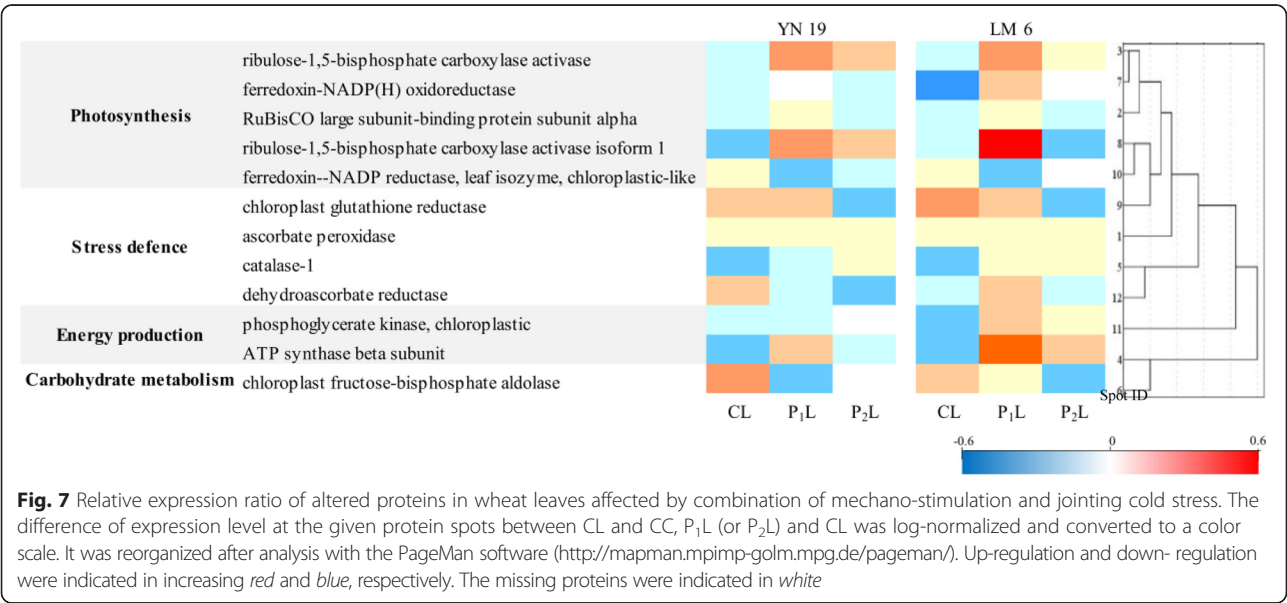 YN 19 LM 6
Photosynthesis
ribulose-1,5-bisphosphate carboxylase activase
ferredoxin-NADP(H) oxidoreductase
RuBisCO large subunit-binding protein subunit alpha
ribulose-1,5-bisphosphate carboxylase activase isoform 1
ferredoxin--NADP reductase, leaf isozyme, chloroplastic-like
Stress defence
chloroplast glutathione reductase
ascorbate peroxidase
catalase-1
dehydroascorbate reductase
Energy production
phosphoglycerate kinase, chloroplastic
ATP synthase beta subunit
Carbohydrate metabolism chloroplast fructose-bisphosphate aldolase
3
7
2
8
10
9
1
5
12
11
4
Spot ID
CL P₁L P₂L CL P₁L P₂L
-0.6 0 0.6
Fig. 7 Relative expression ratio of altered proteins in wheat leaves affected by combination of mechano-stimulation and jointing cold stress. The
difference of expression level at the given protein spots between CL and CC, P₁L (or P₂L) and CL was log-normalized and converted to a color
scale. It was reorganized after analysis with the PageMan software (http://mapman.mpimp-golm.mpg.de/pageman/). Up-regulation and down- regulation
were indicated in increasing red and blue, respectively. The missing proteins were indicated in white